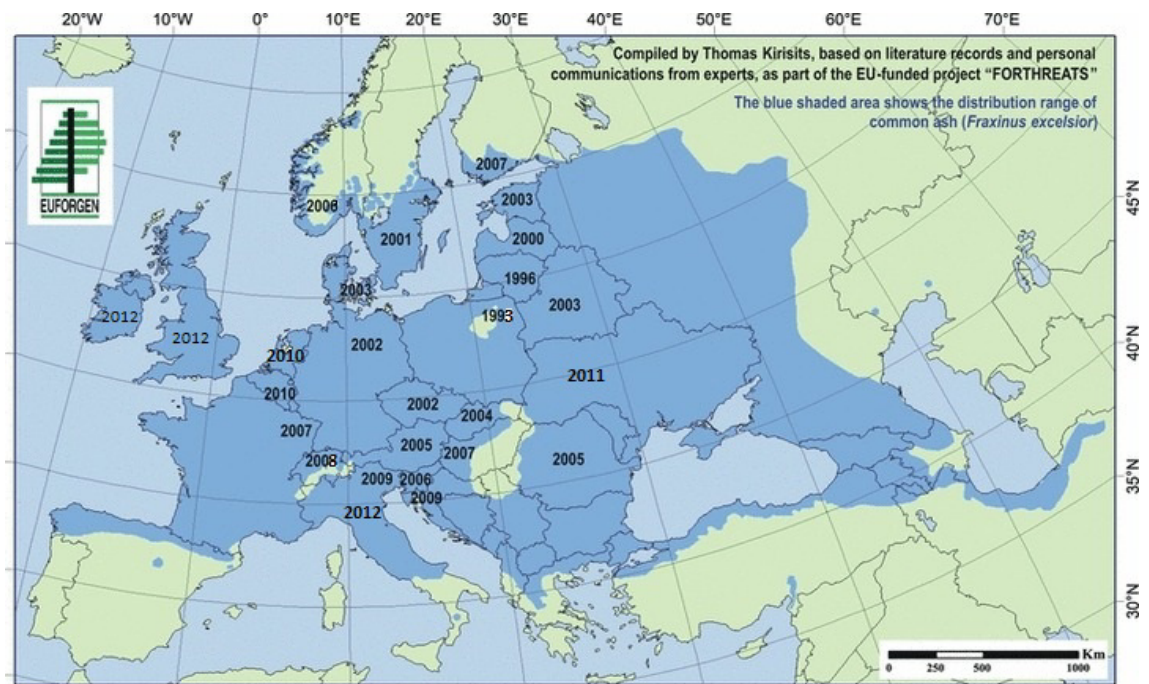 20°W 10°W 0° 10°E 20°E 30°E 40°E 50°E 60°E 70°E
Compiled by Thomas Kirisits, based on literature records and personal
communications from experts, as part of the EU-funded project “FORTHREATS”
The blue shaded area shows the distribution range of
common ash (Fraxinus excelsior)
EUFORGEN
2007
45°N
2006
2003
2001
2000
1996
2003
2003
1993
2012
2012
2002
40°N
2010
2011
2010
2002
2004
2007
2005
2007
2005
2008
35°N
2009
2006
2009
2012
30°N
Km
0 250 500 1000